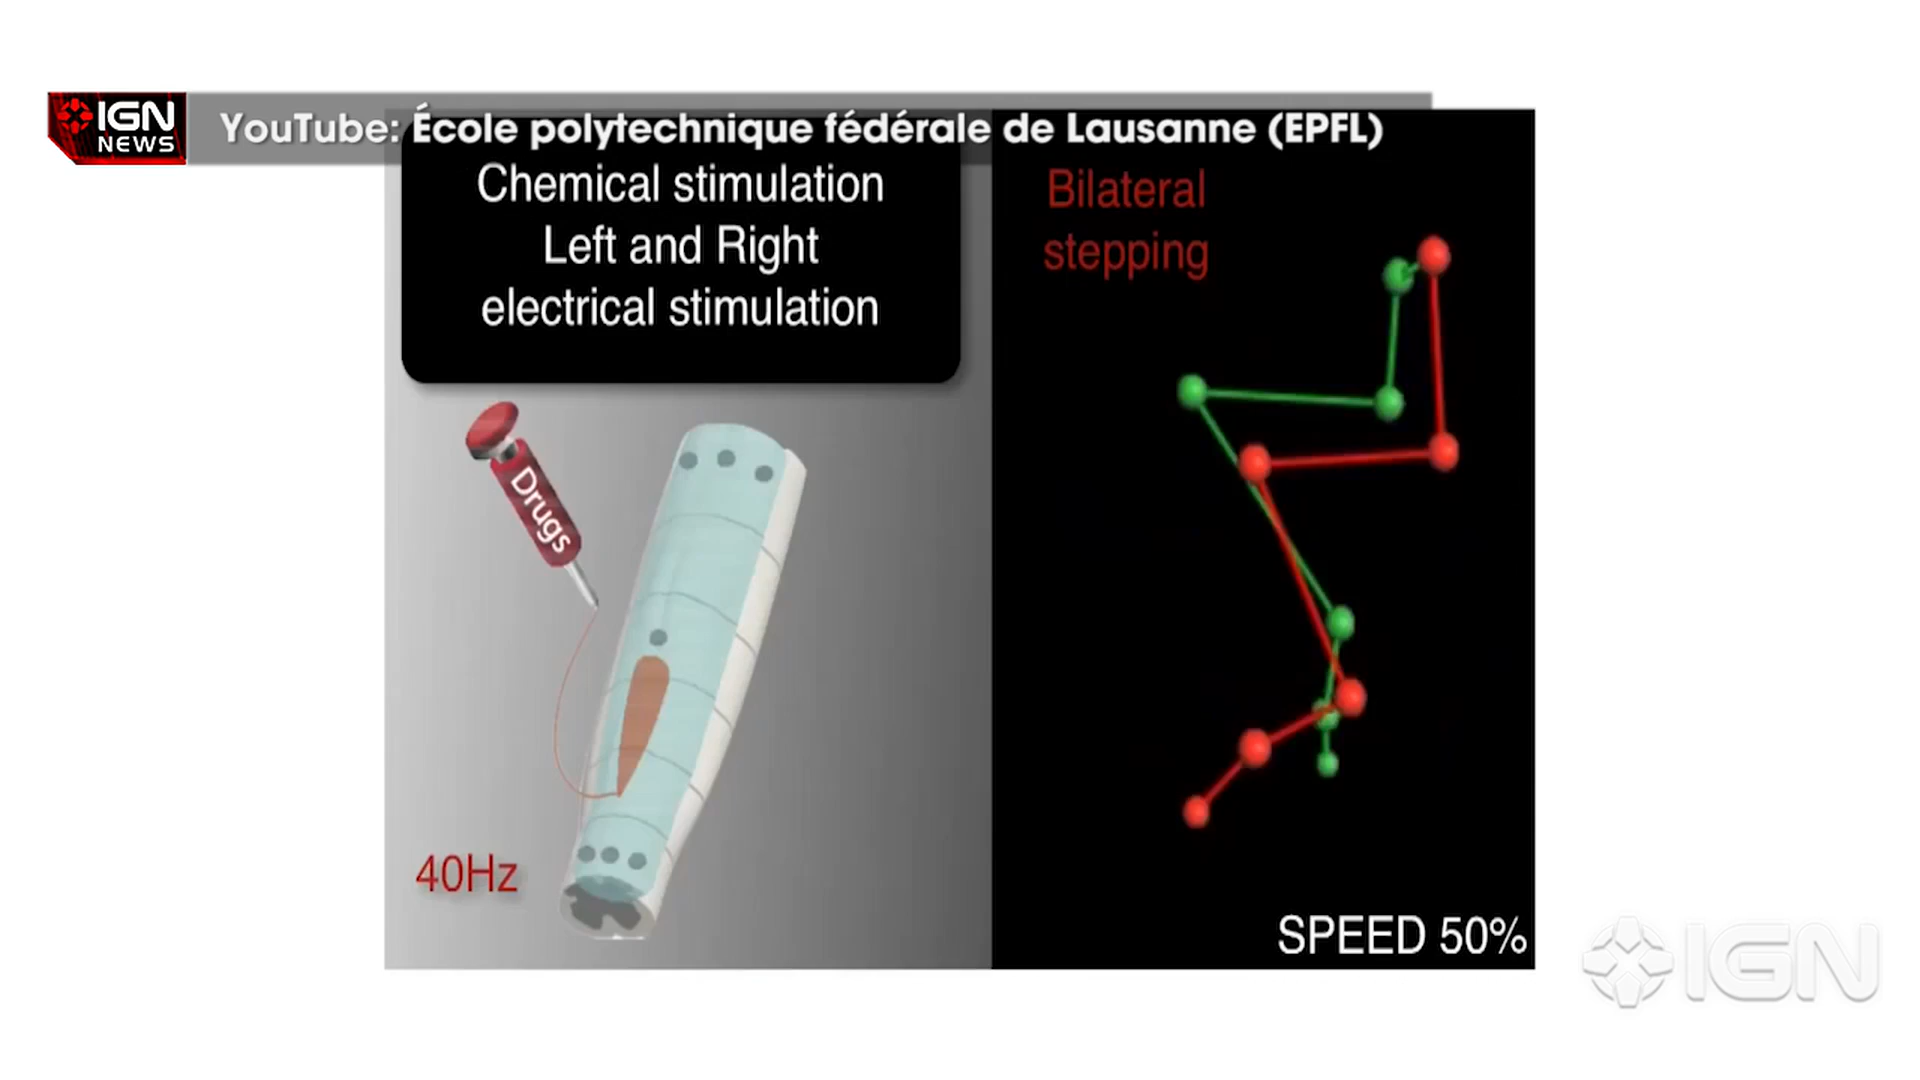 IGN
NEWS
YouTube: École polytechnique fédérale de Lausanne (EPFL)
Chemical stimulation
Left and Right
electrical stimulation
Bilateral
stepping
Drugs
40Hz
SPEED 50%
IGN